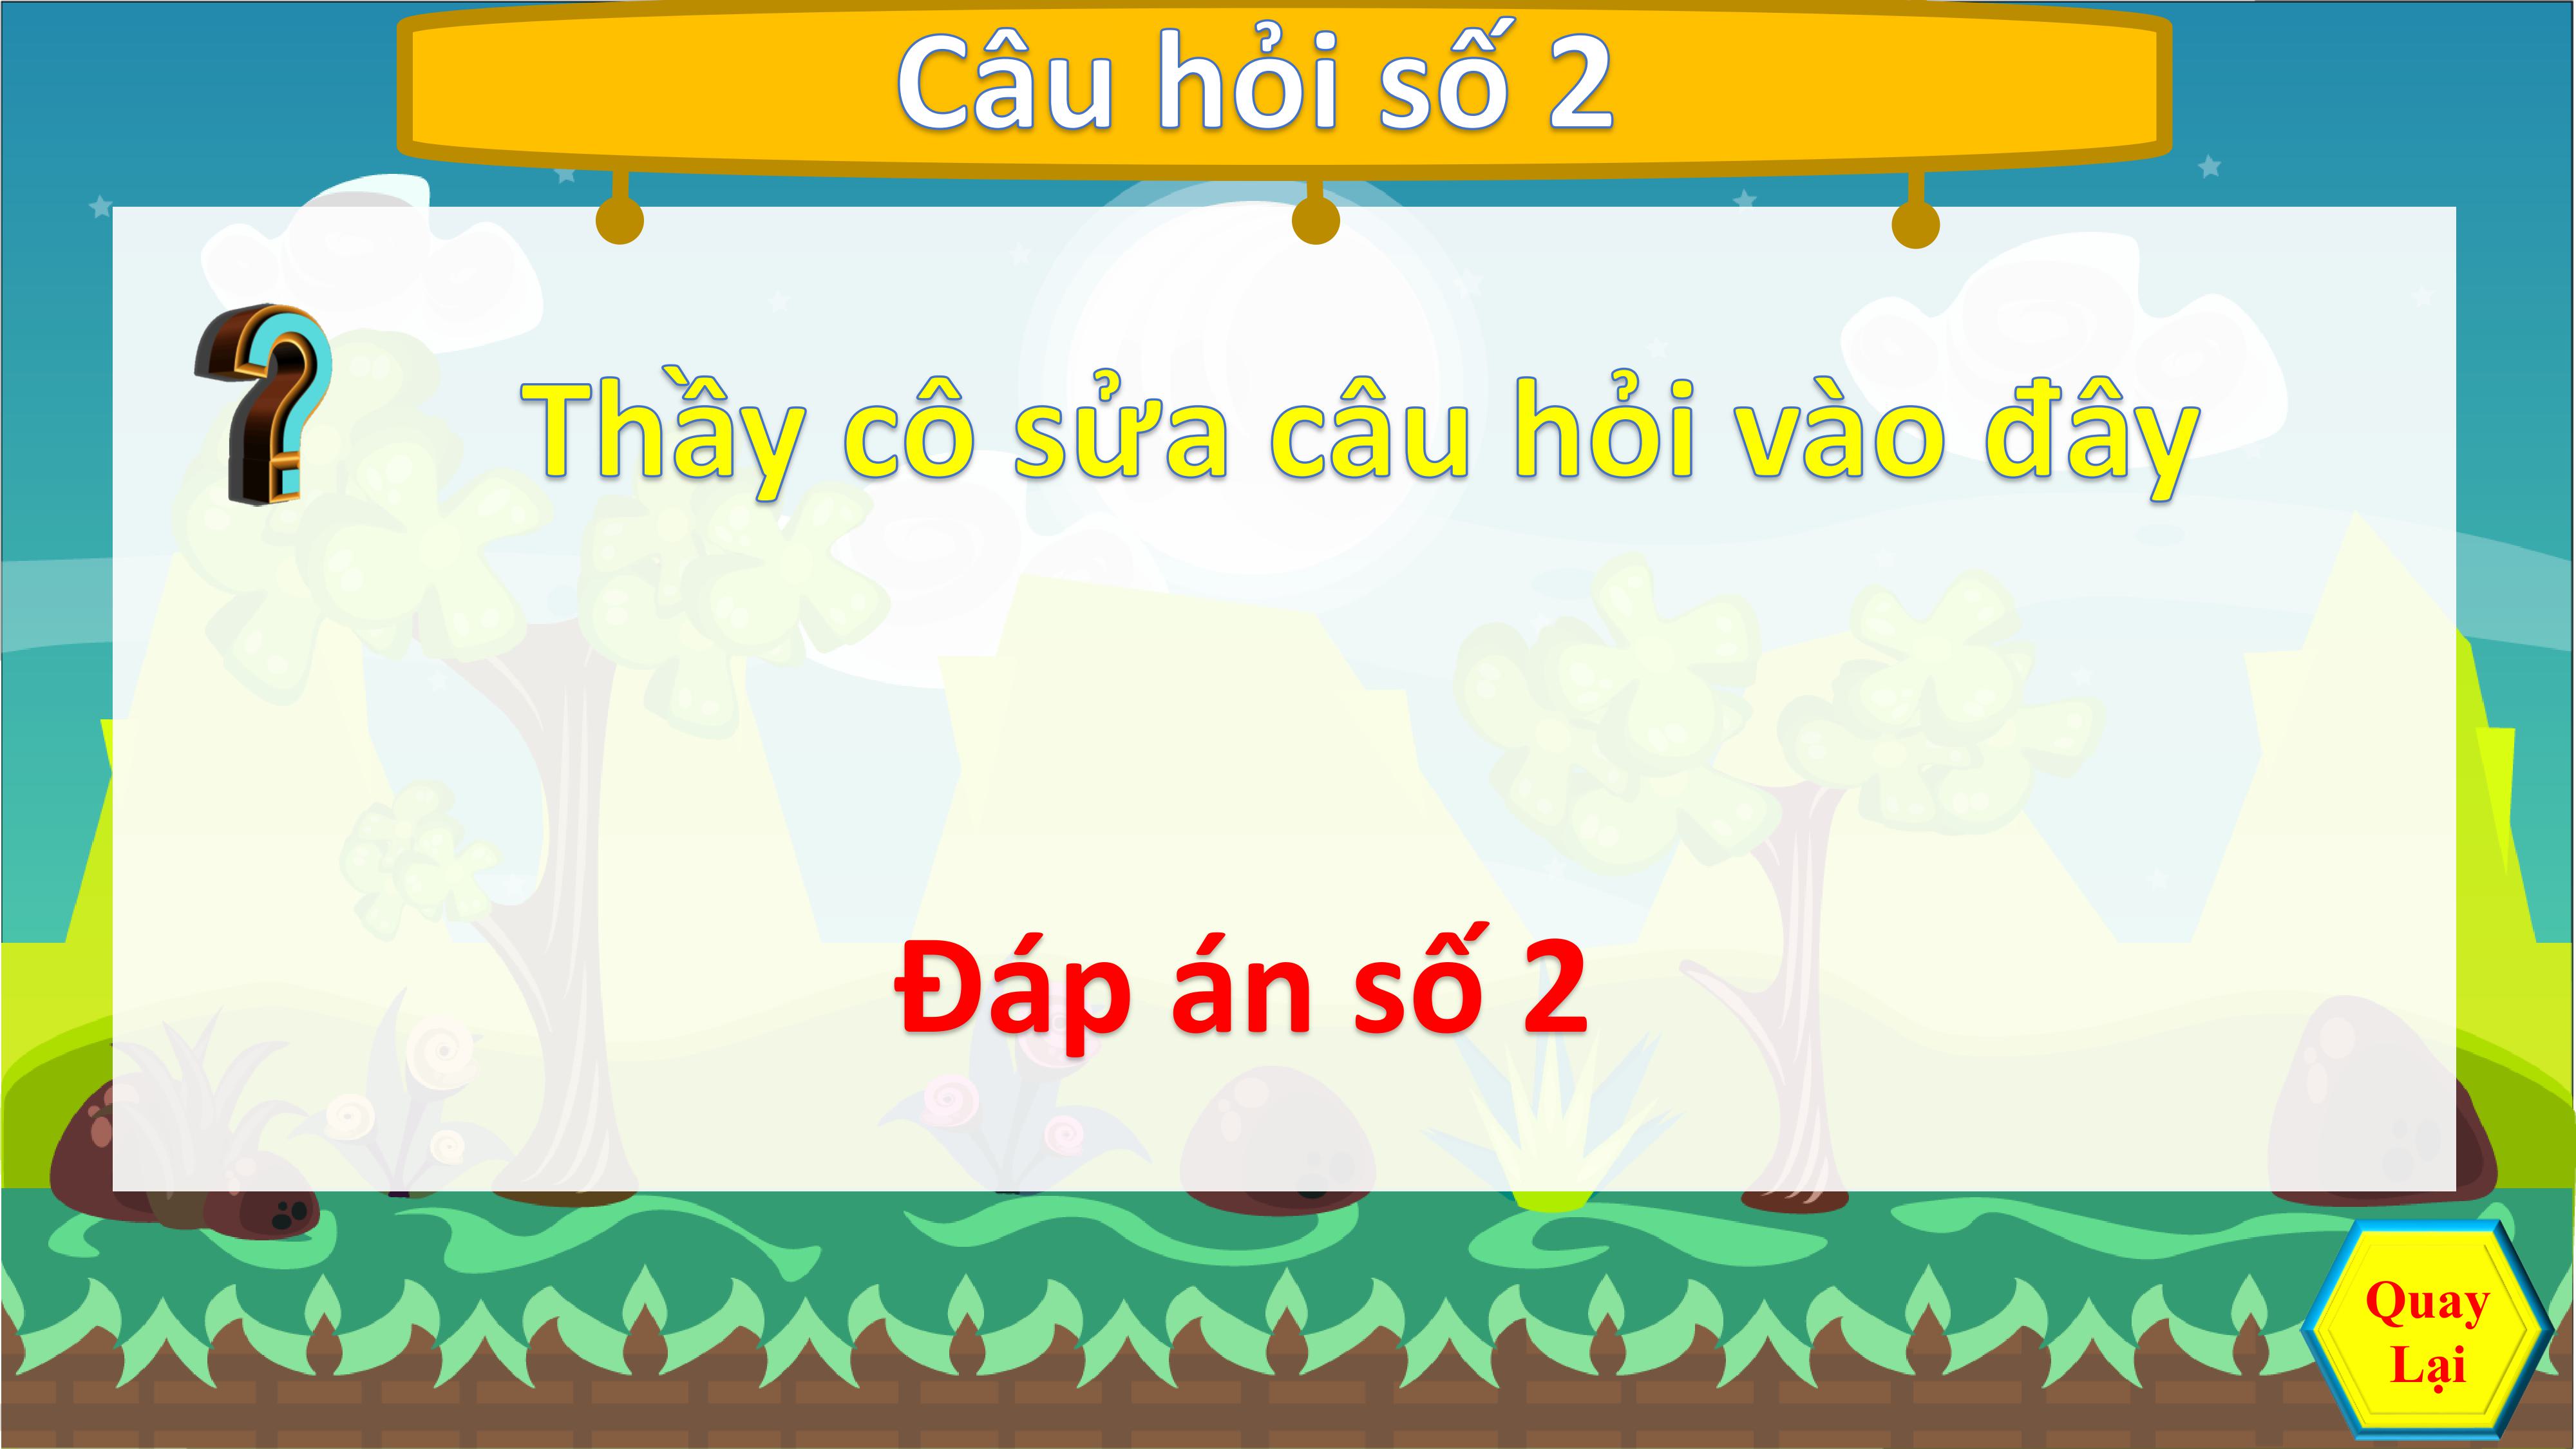 Câu hỏi số 2
Thầy cô sửa câu hỏi vào đây
Đáp án số 2
Quay
Lại